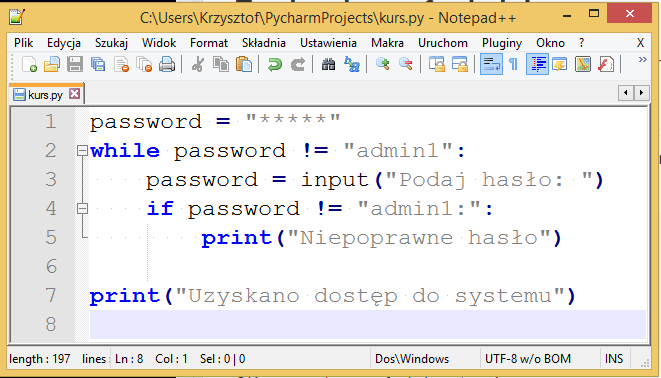 C:\Users\Krzysztof\PycharmProjects\kurs.py - Notepad++
Plik Edycja Szukaj Widok Format Składnia Ustawienia Makra Uruchom Pluginy Okno ? X
kurs.py
1 password = "*****"
2 while password != "admin1":
3 password = input("Podaj hasło: ")
4 if password != "admin1:":
5 print("Niepoprawne hasło")
6
7 print("Uzyskano dostęp do systemu")
8
length : 197 lines: Ln : 8 Col : 1 Sel : 0 | 0 Dos\Windows UTF-8 w/o BOM INS